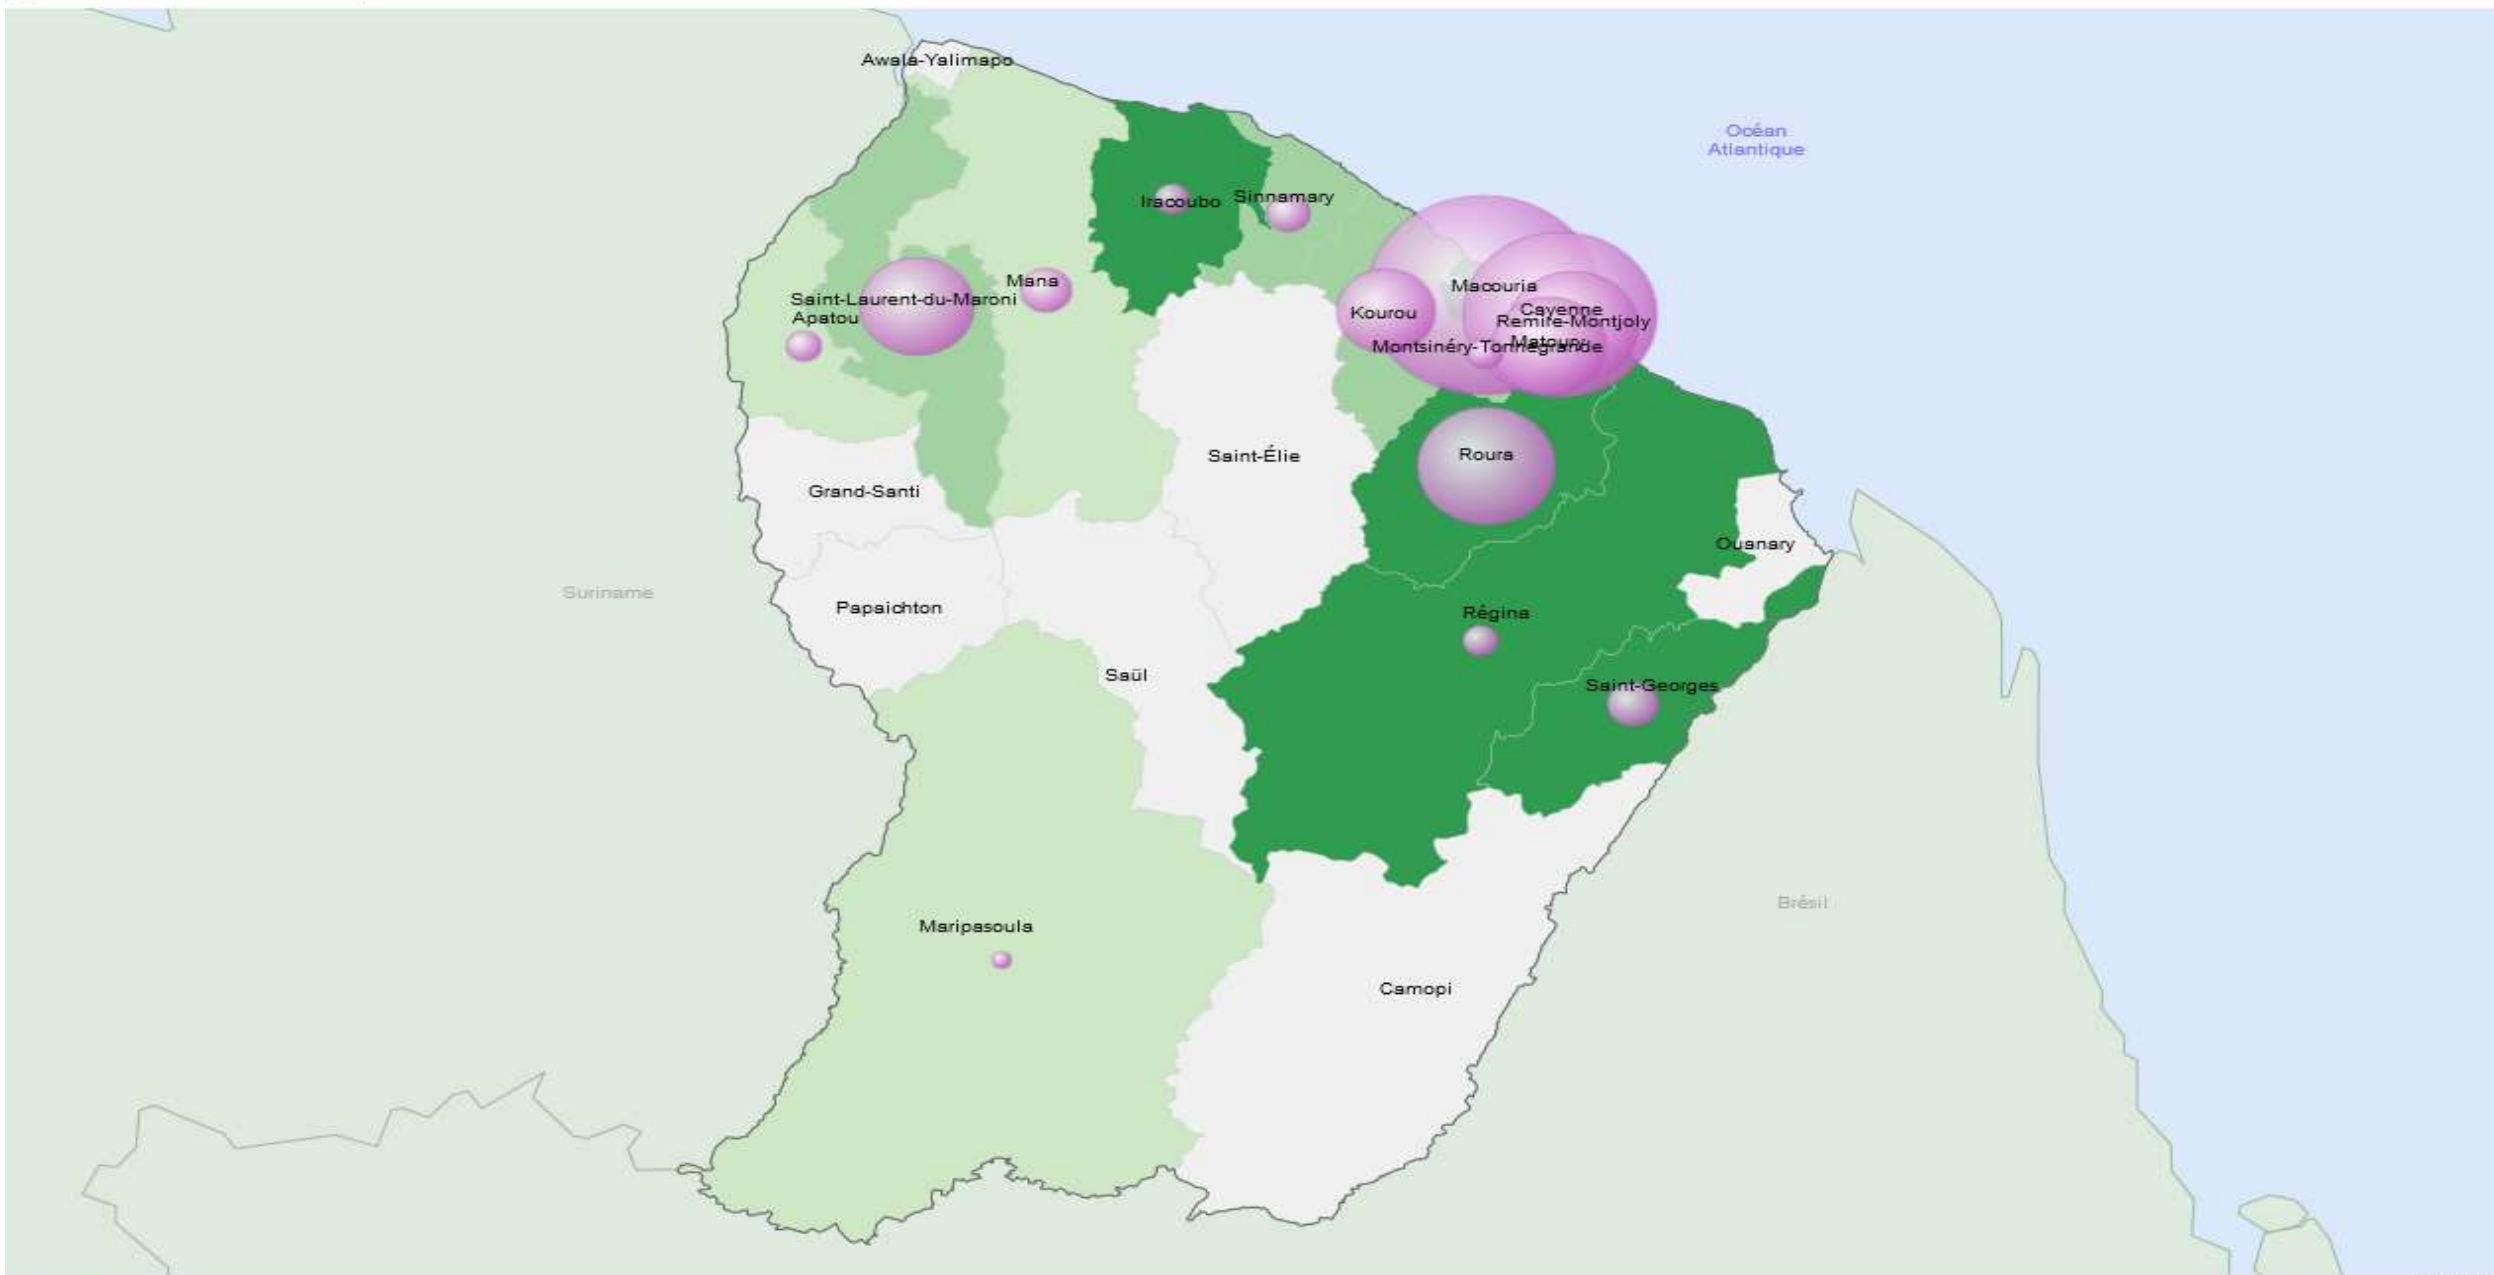 Awala-Yalimapo
Océan
Atlantique
Iracoubo
Sinnamary
Mana
Macouria
Saint-Laurent-du-Maroni
Apatou
Kourou
Cayenne
Remire-Montjoly
Matoury
Montsinéry-Tonnegrande
Saint-Élie
Roura
Grand-Santi
Ouanary
Suriname
Papaichton
Régina
Saül
Saint-Georges
Brésil
Maripasoula
Camopi